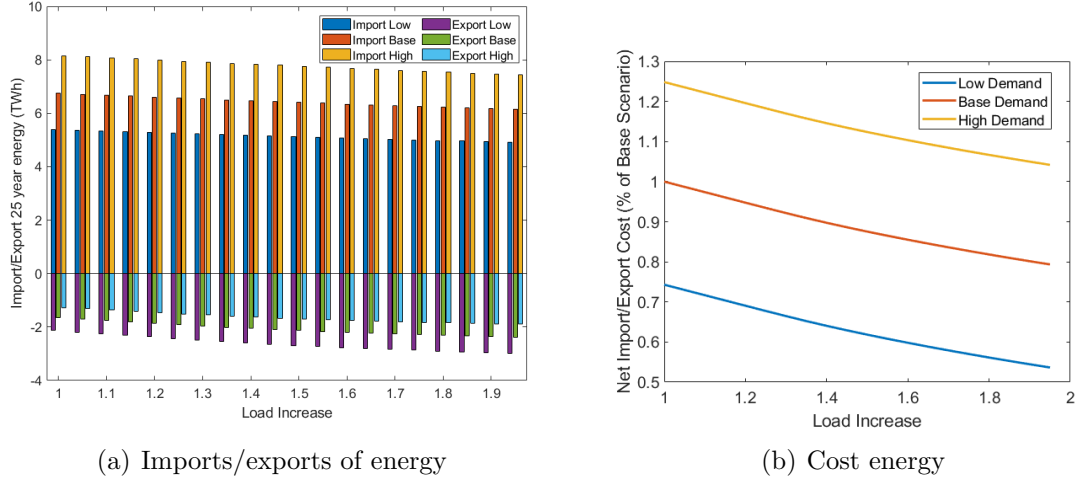 Import/Export 25 year energy (TWh)
10
8
6
4
2
0
-2
-4
Import Low
Import Base
Import High
Export Low
Export Base
Export High
1
1.1
1.2
1.3
1.4
1.5
1.6
1.7
1.8
1.9
Load Increase
(a) Imports/exports of energy
Net Import/Export Cost (% of Base Scenario)
1.3
1.2
1.1
1
0.9
0.8
0.7
0.6
0.5
Low Demand
Base Demand
High Demand
1
1.2
1.4
1.6
1.8
2
Load Increase
(b) Cost energy